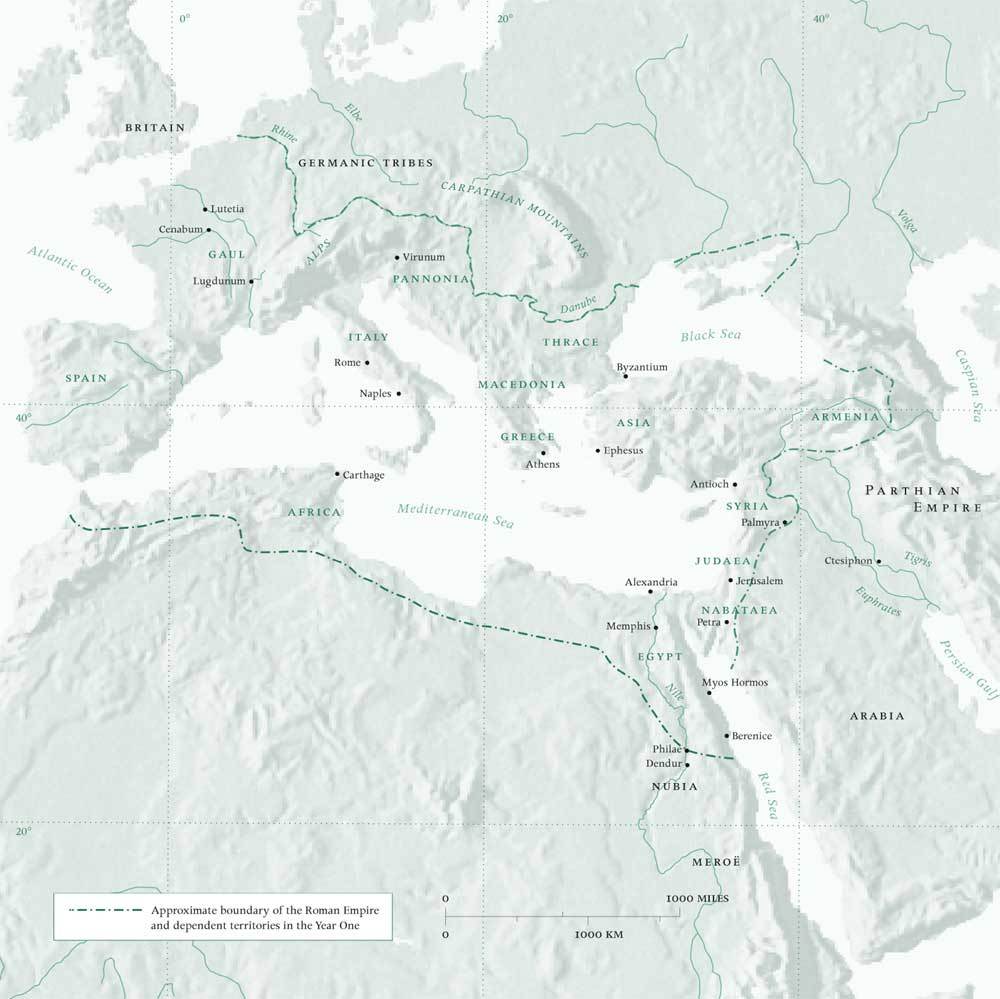 0°
20°
40°
BRITAIN
Elbe
Rhine
GERMANIC TRIBES
CARPATHIAN MOUNTAINS
Lutetia
Cenabum
Volga
Atlantic Ocean
GAUL
ALPS
Virunum
Lugdunum
PANNONIA
Danube
ITALY
THRACE
Black Sea
Rome
Byzantium
Caspian Sea
SPAIN
MACEDONIA
Naples
40°
ARMENIA
ASIA
GREECE
Ephesus
Athens
Carthage
Antioch
PARTHIAN
EMPIRE
AFRICA
Mediterranean Sea
SYRIA
Palmyra
JUDAEA
Ctesiphon
Tigris
Alexandria
Jerusalem
Euphrates
NABATAEA
Memphis
Petra
EGYPT
Persian Gulf
Nile
Myos Hormos
ARABIA
Berenice
Philae
Dendur
NUBIA
Red Sea
20°
MEROË
0
1000 MILES
0
1000 KM
Approximate boundary of the Roman Empire
and dependent territories in the Year One